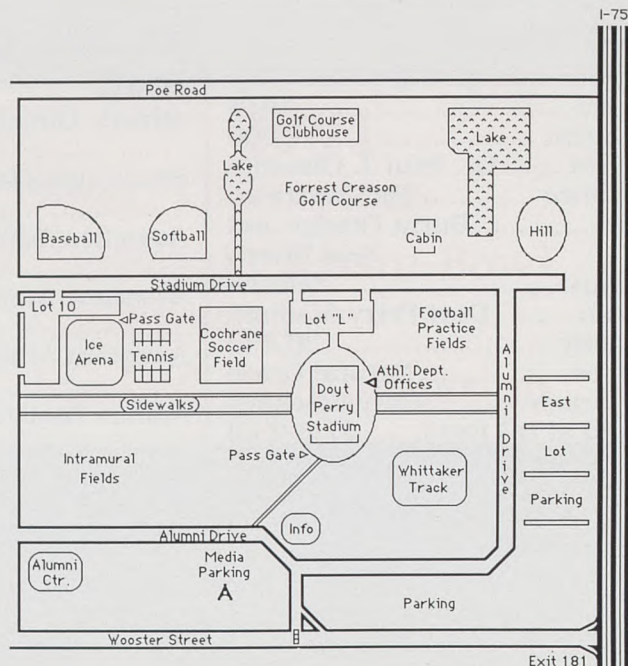 I-75
Poe Road
Golf Course
Clubhouse
Lake
Lake
Forrest Creason
Golf Course
Baseball
Softball
Cabin
Hill
Stadium Drive
Lot 10
Pass Gate
Ice
Arena
Tennis
Cochrane
Soccer
Field
Lot "L"
Football
Practice
Fields
Athl. Dept.
Offices
Doyt
Perry
Stadium
Alumni Drive
East
Lot
Parking
(Sidewalks)
Pass Gate
Intramural
Fields
Whittaker
Track
Info
Alumni Drive
Alumni
Ctr.
Media
Parking
Parking
Wooster Street
Exit 181